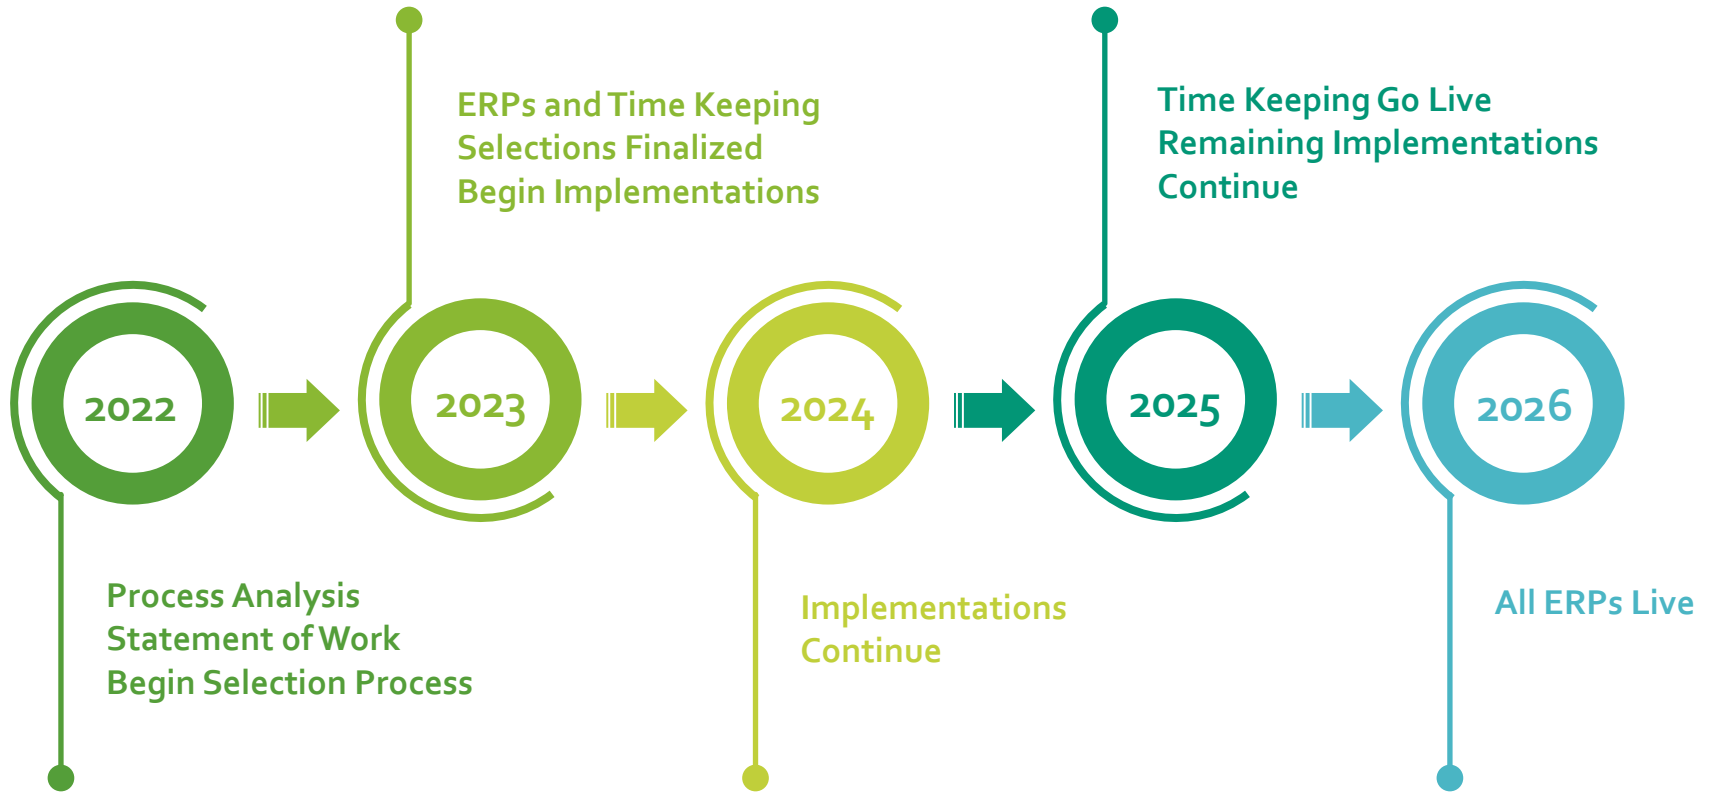 2022
Process Analysis
Statement of Work
Begin Selection Process
2023
ERPs and Time Keeping
Selections Finalized
Begin Implementations
2024
Implementations
Continue
2025
Time Keeping Go Live
Remaining Implementations
Continue
2026
All ERPs Live